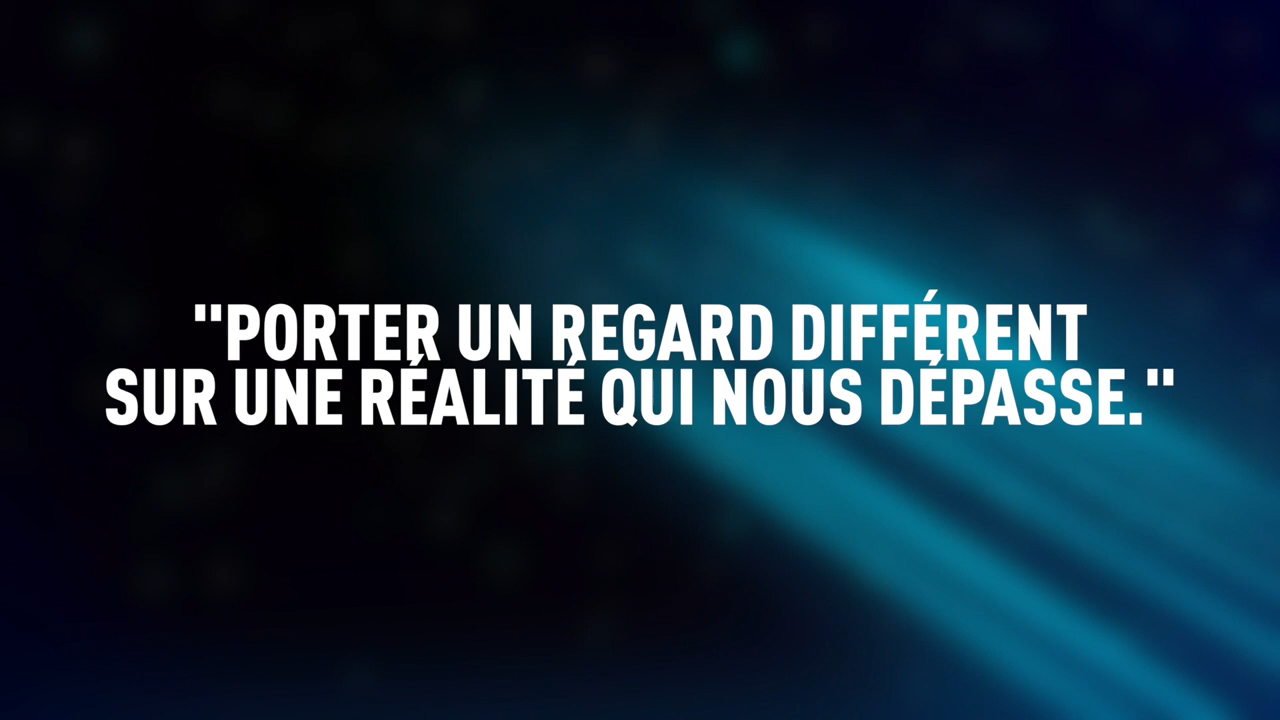 "PORTER UN REGARD DIFFÉRENT
SUR UNE RÉALITÉ QUI NOUS DÉPASSE."